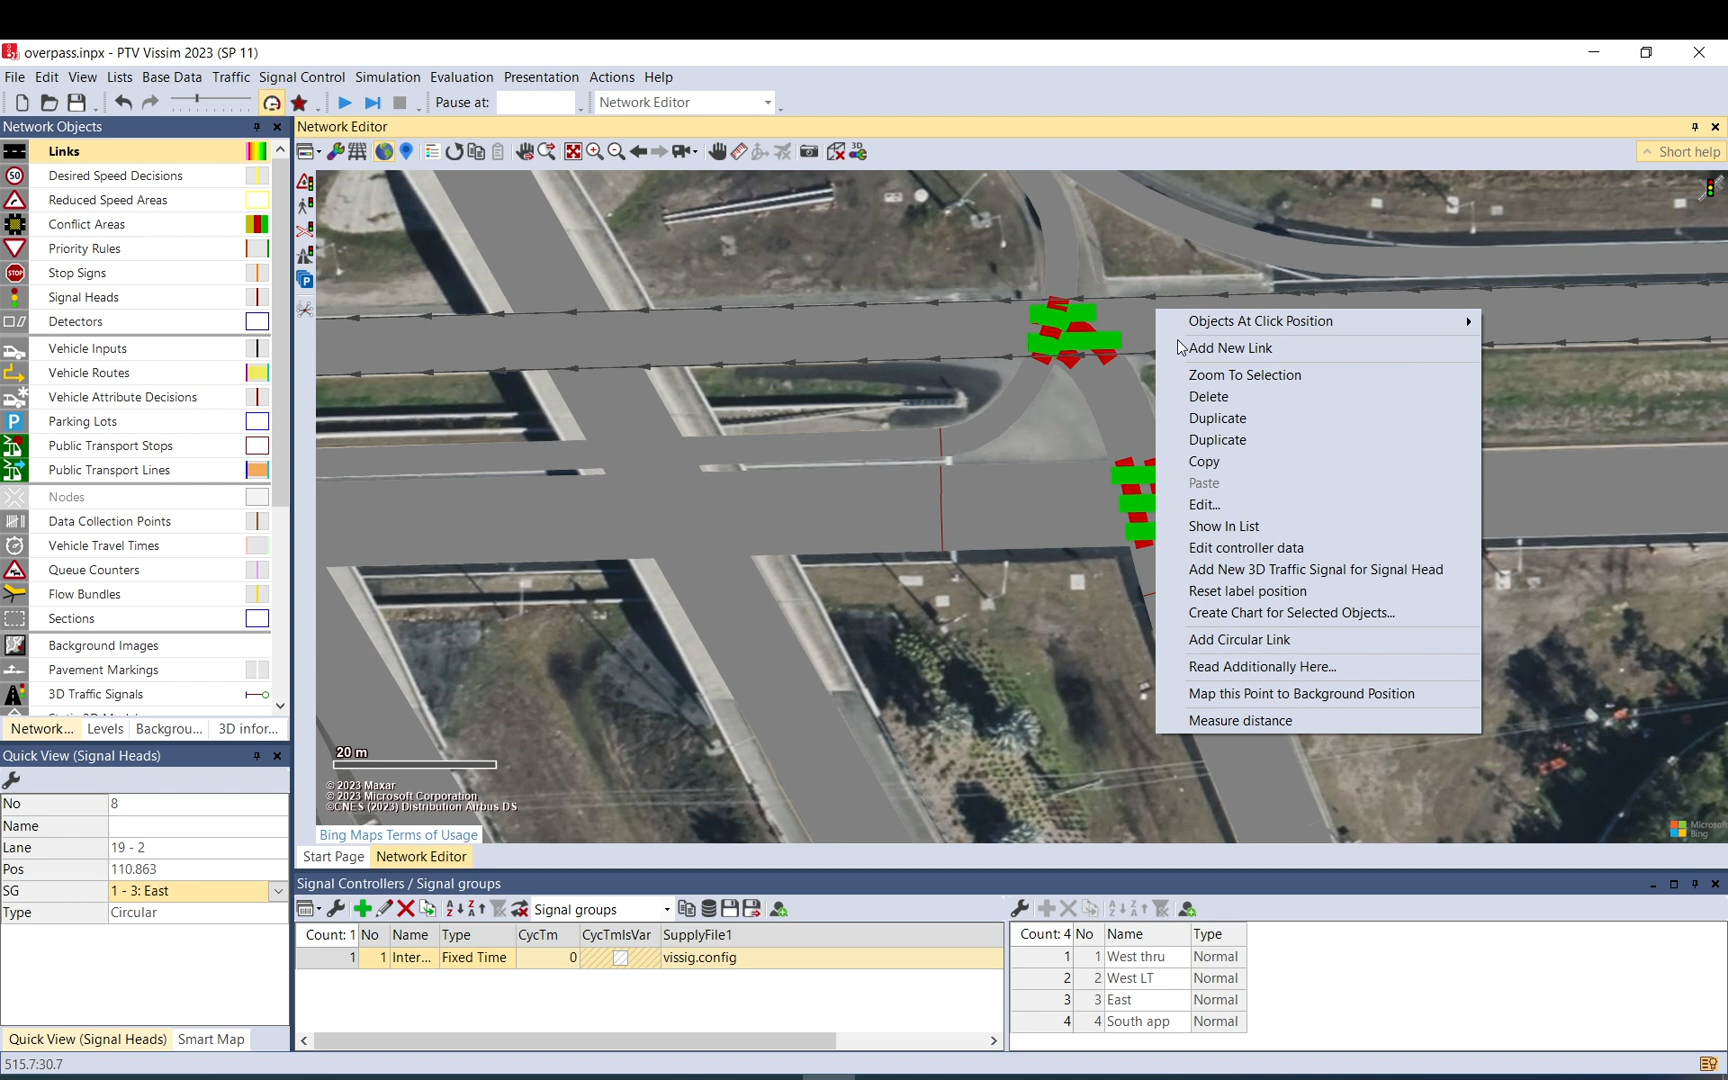 overpass.inpx - PTV Vissim 2023 (SP 11)
File Edit View Lists Base Data Traffic Signal Control Simulation Evaluation Presentation Actions Help
Pause at: Network Editor
Network Objects
Links
50 Desired Speed Decisions
Reduced Speed Areas
Conflict Areas
Priority Rules
STOP Stop Signs
Signal Heads
Detectors
Vehicle Inputs
Vehicle Routes
Vehicle Attribute Decisions
P Parking Lots
Public Transport Stops
Public Transport Lines
Nodes
Data Collection Points
Vehicle Travel Times
Queue Counters
Flow Bundles
Sections
Background Images
Pavement Markings
3D Traffic Signals
Network... Levels Backgrou... 3D infor...
Quick View (Signal Heads)
No 8
Name
Lane 19 - 2
Pos 110.863
SG 1 - 3: East
Type Circular
Quick View (Signal Heads) Smart Map
515.7:30.7
Network Editor
3D
Short help
P
Objects At Click Position
Add New Link
Zoom To Selection
Delete
Duplicate
Duplicate
Copy
Paste
Edit...
Show In List
Edit controller data
Add New 3D Traffic Signal for Signal Head
Reset label position
Create Chart for Selected Objects...
Add Circular Link
Read Additionally Here...
Map this Point to Background Position
Measure distance
20 m
© 2023 Maxar
© 2023 Microsoft Corporation
©CNES (2023) Distribution Airbus DS
Bing Maps Terms of Usage
Microsoft
Bing
Start Page Network Editor
Signal Controllers / Signal groups
Signal groups
Count: 1 No Name Type CycTm CycTmIsVar SupplyFile1
1 1 Inter... Fixed Time 0 vissig.config
Count: 4 No Name Type
1 1 West thru Normal
2 2 West LT Normal
3 3 East Normal
4 4 South app Normal